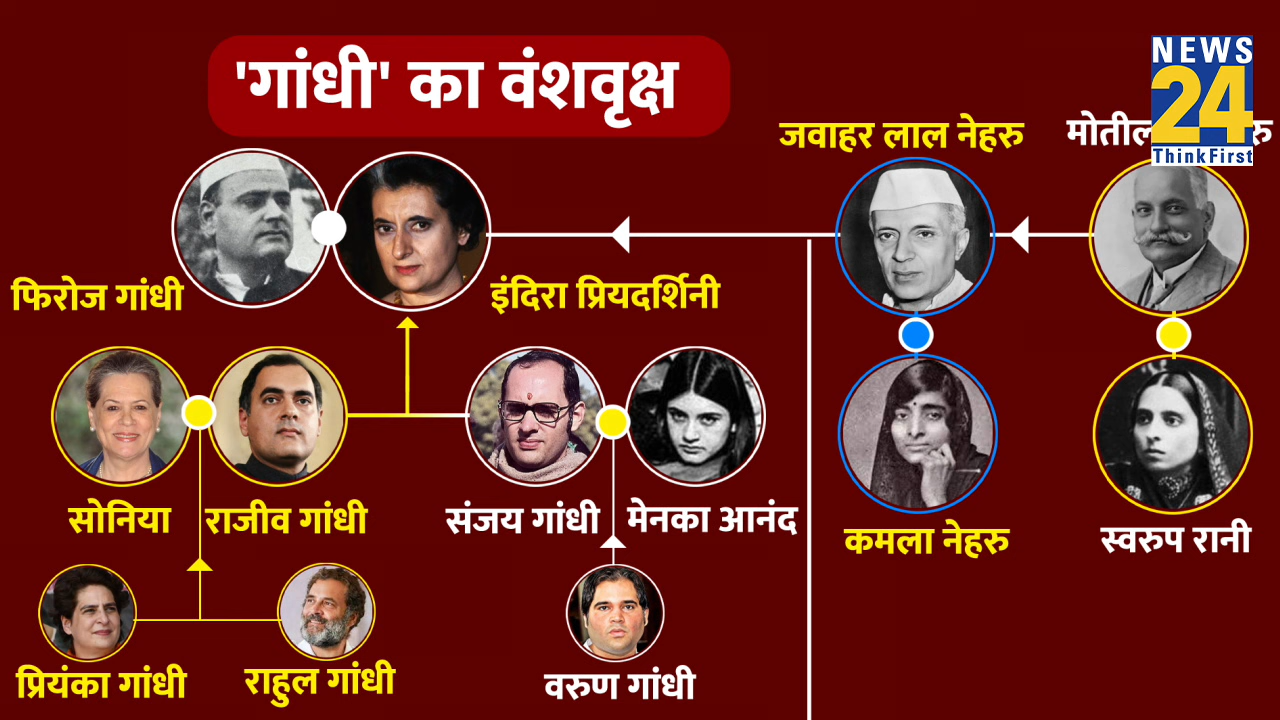 'गांधी' का वंशवृक्ष
NEWS
24
ThinkFirst
जवाहर लाल नेहरु
फिरोज गांधी
इंदिरा प्रियदर्शिनी
सोनिया
राजीव गांधी
संजय गांधी
मेनका आनंद
कमला नेहरु
स्वरुप रानी
प्रियंका गांधी
राहुल गांधी
वरुण गांधी